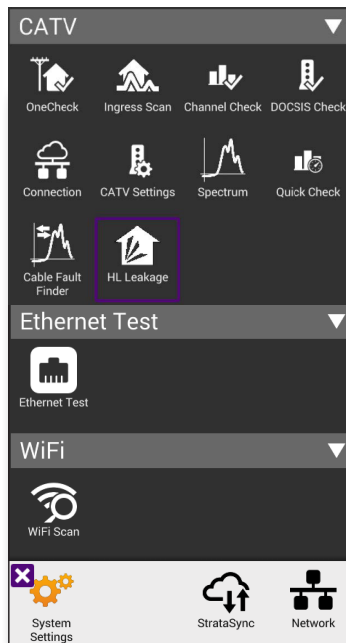 CATV
OneCheck
Ingress Scan
Channel Check
DOCSIS Check
Connection
CATV Settings
Spectrum
Quick Check
Cable Fault
Finder
HL Leakage
Ethernet Test
Ethernet Test
WiFi
WiFi Scan
System
Settings
StrataSync
Network